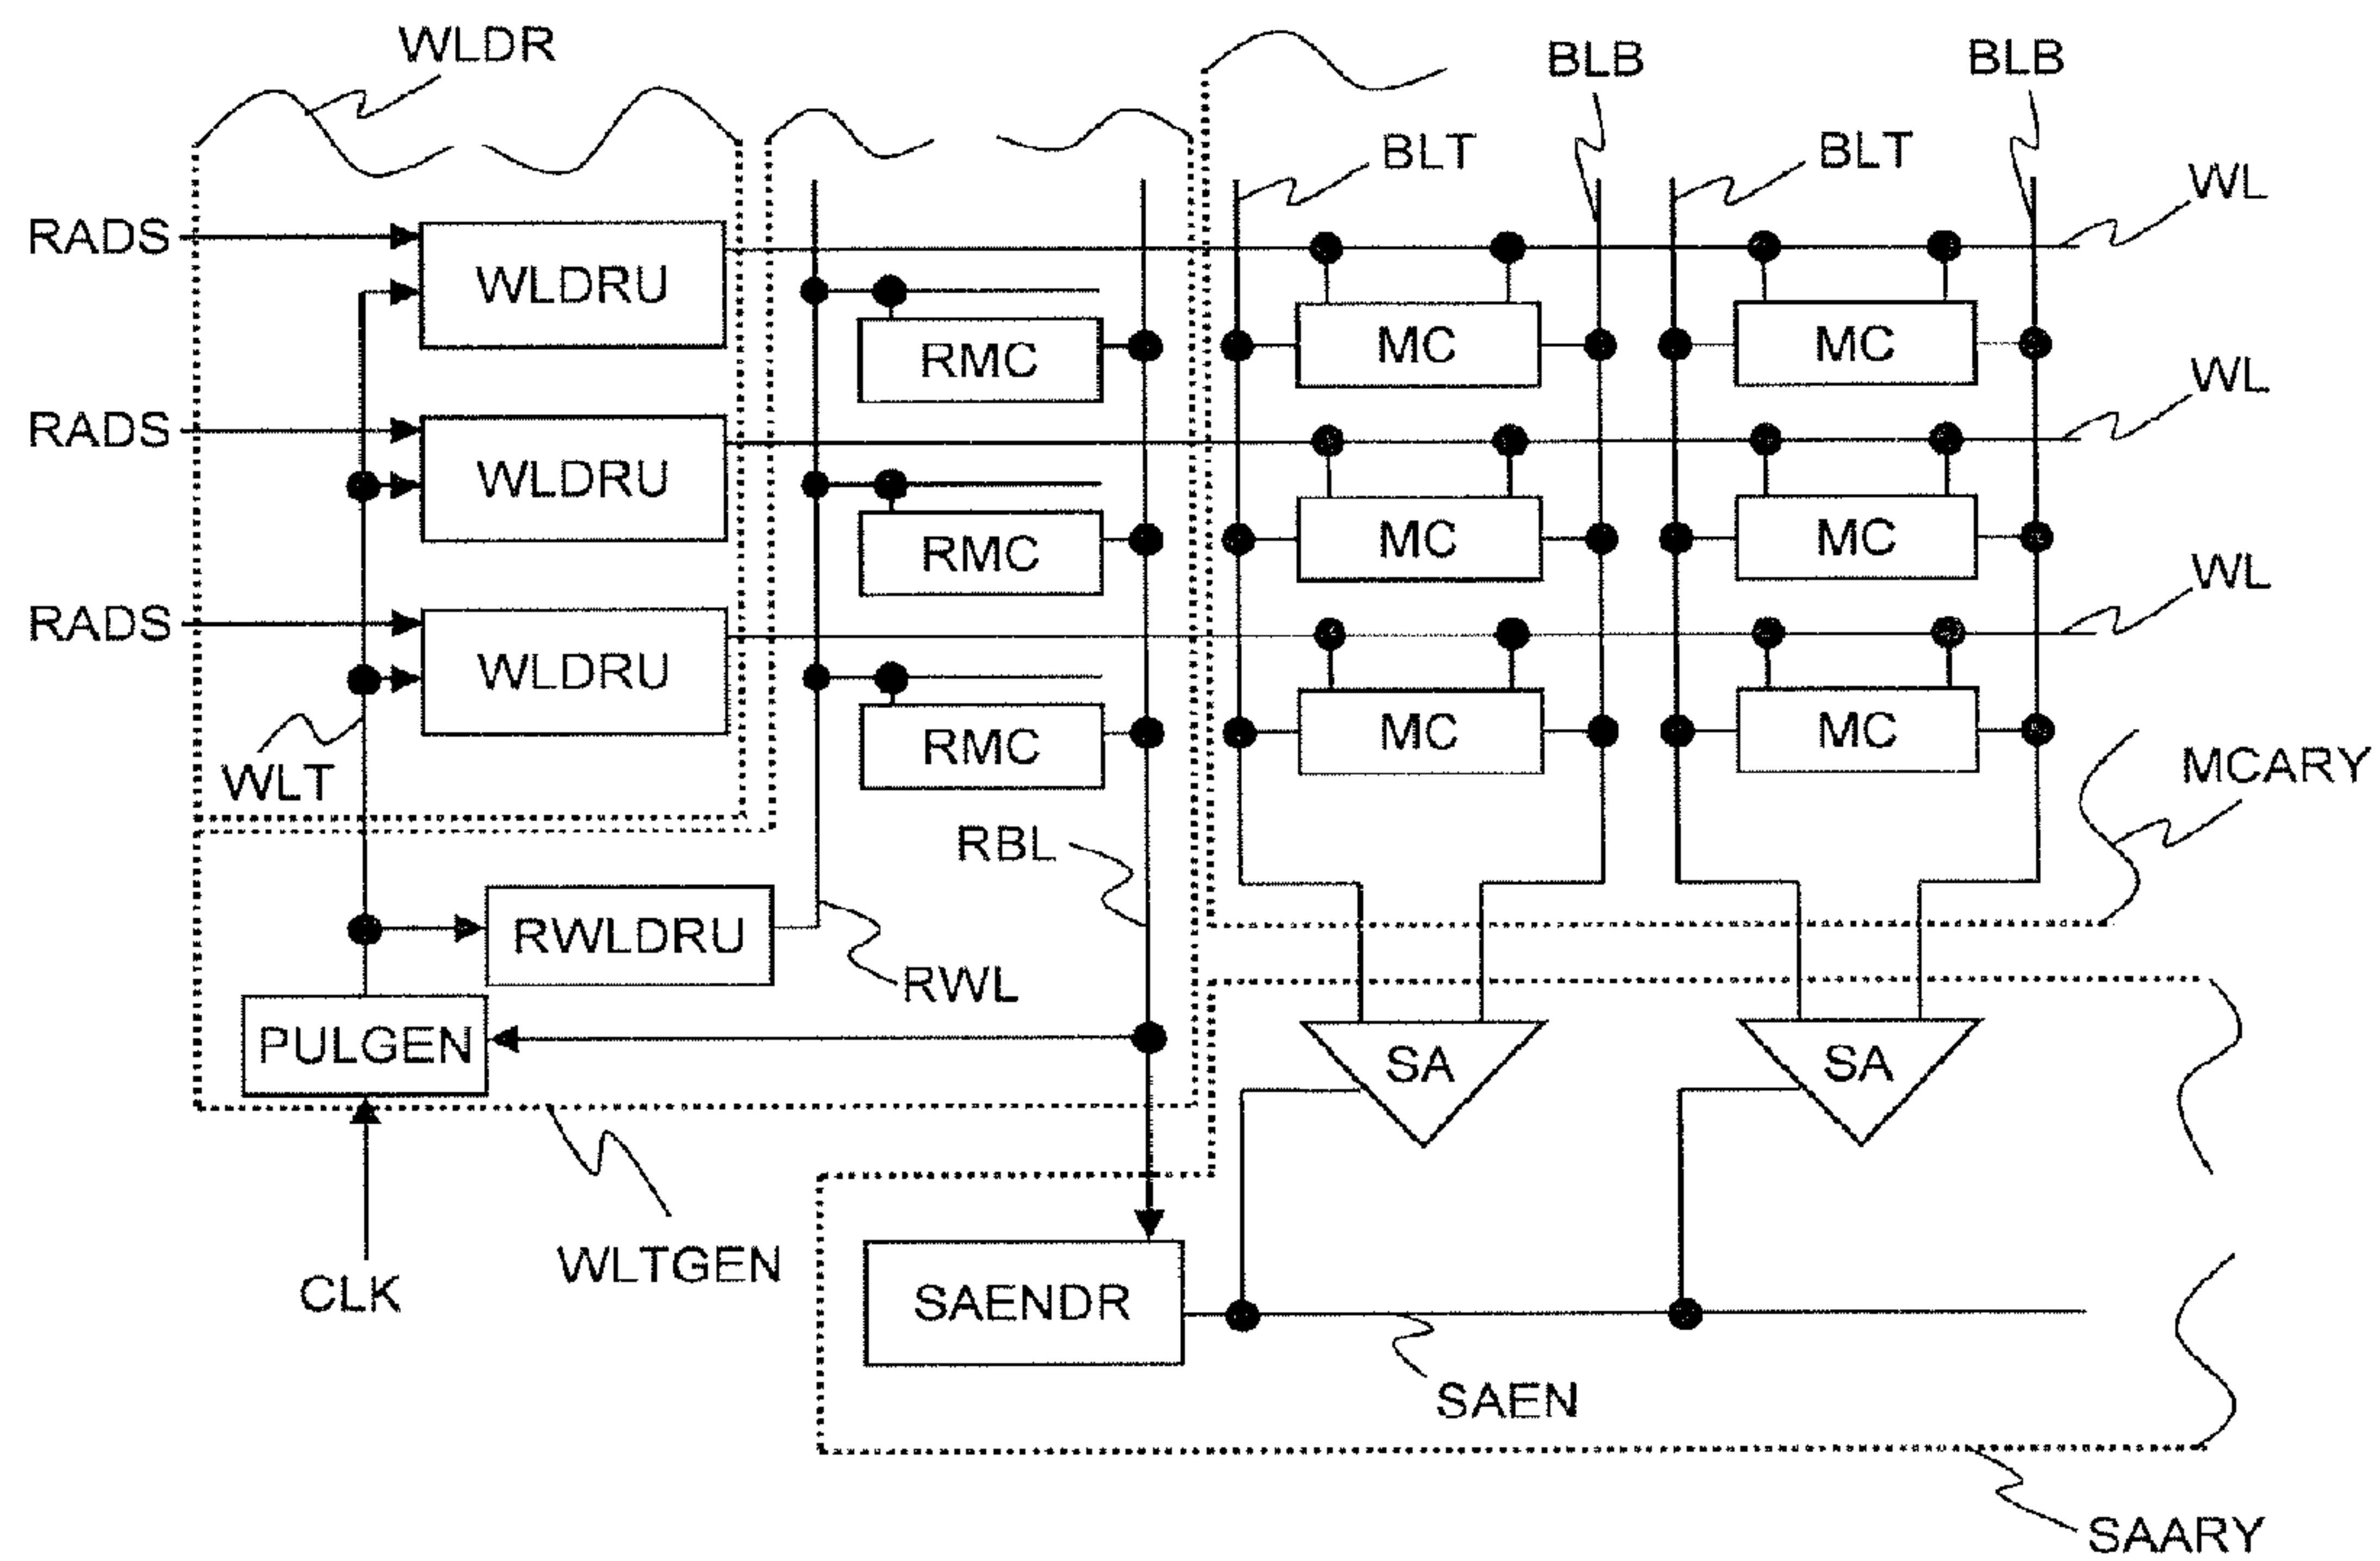 WLDR
BLB
BLB
BLT
BLT
WL
RADS
WLDRU
RMC
MC
MC
WL
RADS
WLDRU
RMC
MC
MC
WL
RADS
WLDRU
RMC
MC
MC
WLT
MCARY
RBL
RWLDRU
RWL
PULGEN
SA
SA
WLTGEN
CLK
SAENDR
SAEN
SAARY